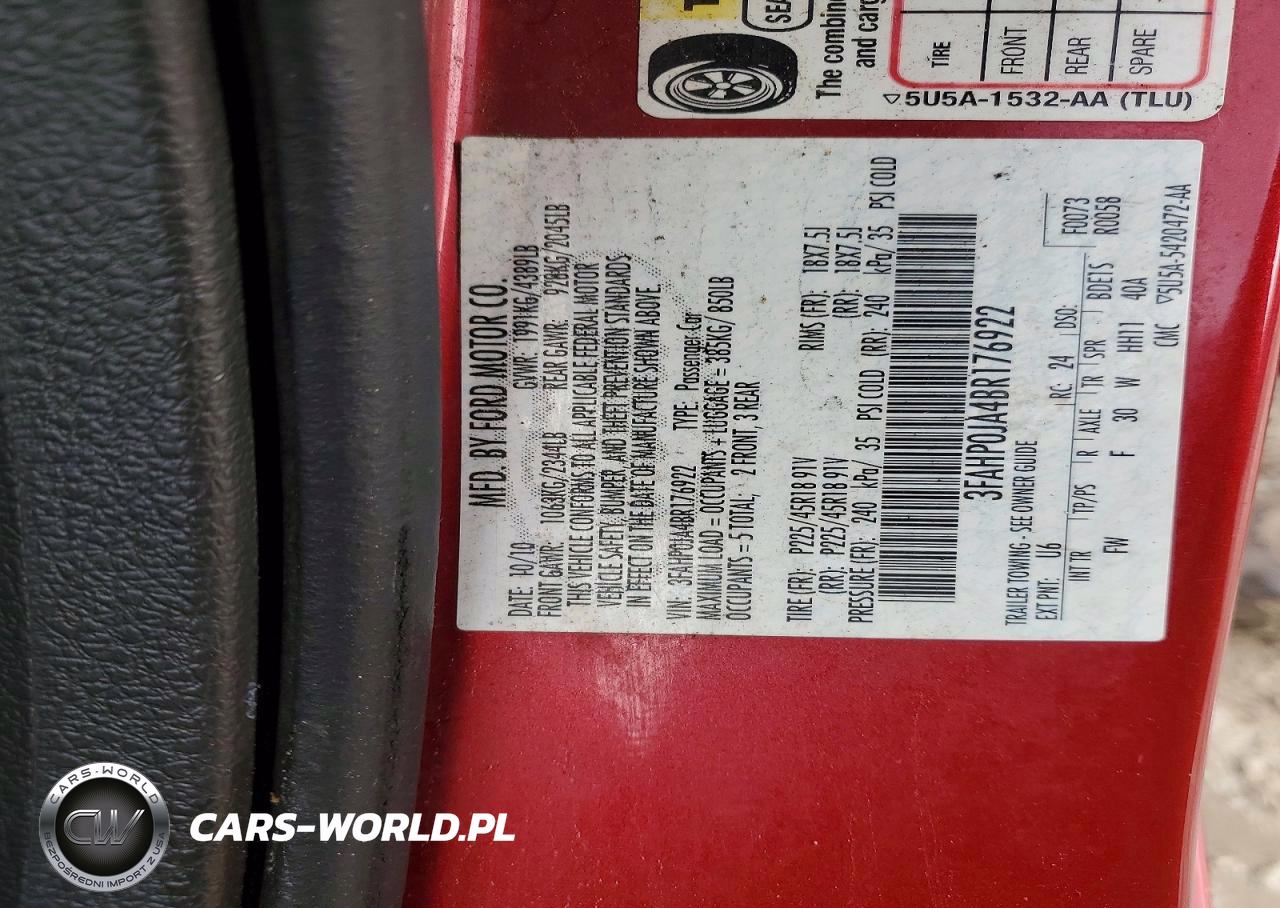 SEA
The combin
and carg
TIRE
FRONT
REAR
SPARE
5U5A-1532-AA (TLU)
MFD. BY FORD MOTOR CO.
DATE: 10/10 GVWR: 1991KG/4389LB
FRONT GAWR: 1063KG/2344LB REAR GAWR: 928KG/2045LB
THIS VEHICLE CONFORMS TO ALL APPLICABLE FEDERAL MOTOR
VEHICLE SAFETY, BUMPER, AND THEFT PREVENTION STANDARDS
IN EFFECT ON THE DATE OF MANUFACTURE SHOWN ABOVE.
VIN: 3FAHP0JA4BR176922 TYPE: Passenger Car
MAXIMUM LOAD = OCCUPANTS + LUGGAGE = 385KG/ 850LB
OCCUPANTS = 5 TOTAL, 2 FRONT, 3 REAR
TIRE (FR): P225/45R18 91V RIMS (FR): 18X7.5J
(RR): P225/45R18 91V (RR): 18X7.5J
PRESSURE (FR): 240 kPa/ 35 PSI COLD (RR): 240 kPa/ 35 PSI COLD
3FAHP0JA4BR176922
TRAILER TOWING - SEE OWNER GUIDE
EXT PNT: U6 RC: 24 DSO: F0073
INT TR TP/PS R AXLE TR SPR BDETS R005B
FW F 30 W HH11 40A
CMC 5U5A-5420472-AA
CARS-WORLD
CW
BEZPOŚREDNI IMPORT Z USA
CARS-WORLD.PL